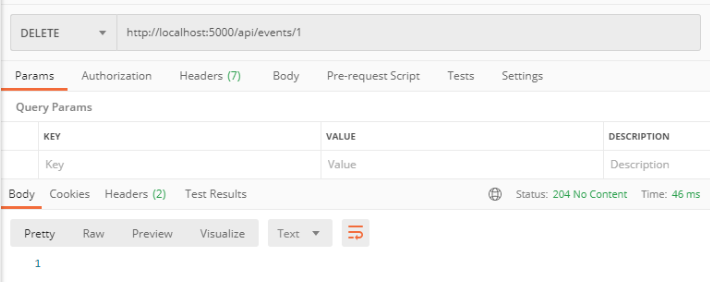 DELETE http://localhost:5000/api/events/1
Params Authorization Headers (7) Body Pre-request Script Tests Settings
Query Params
KEY VALUE DESCRIPTION
Key Value Description
Body Cookies Headers (2) Test Results Status: 204 No Content Time: 46 ms
Pretty Raw Preview Visualize Text
1